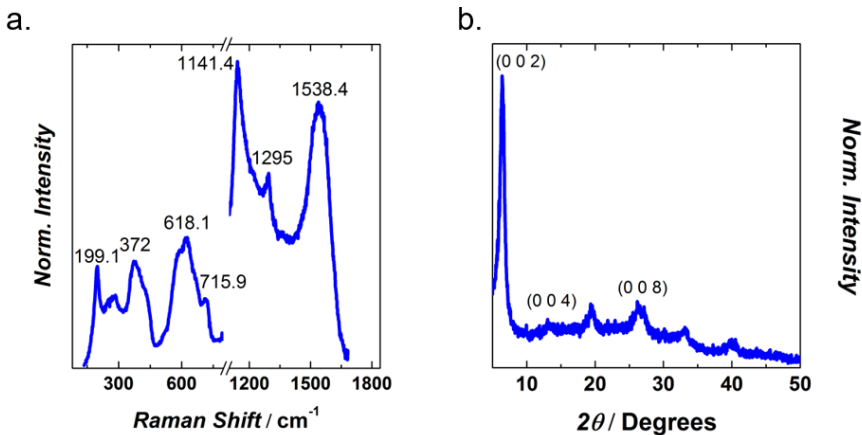 a.
b.
1141.4
1538.4
1295
618.1
372
199.1
715.9
Norm. Intensity
300 600 1200 1500 1800
Raman Shift / cm⁻¹
(0 0 2)
(0 0 4)
(0 0 8)
10 20 30 40 50
2θ / Degrees
Norm. Intensity